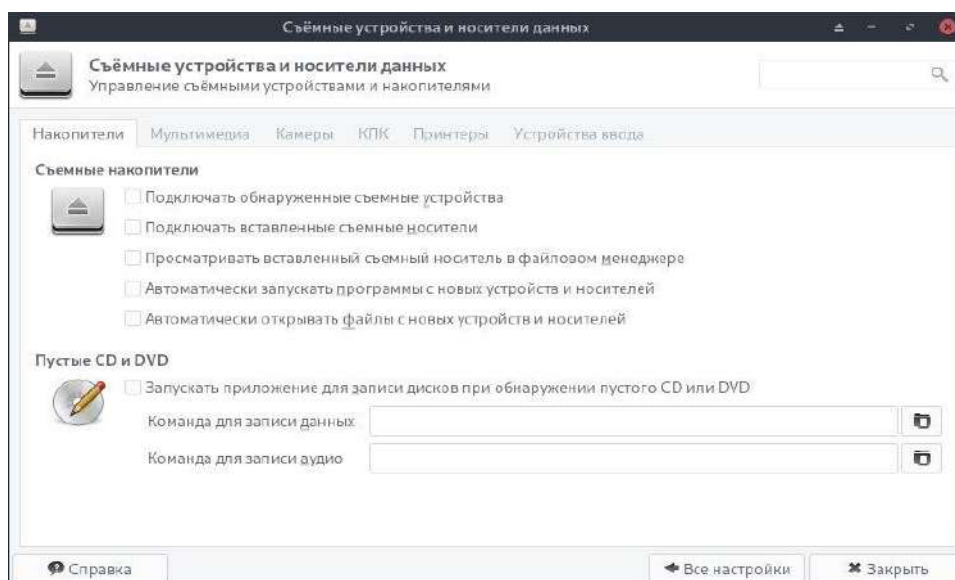 Съёмные устройства и носители данных
Съёмные устройства и носители данных
Управление съёмными устройствами и накопителями
Накопители Мультимедиа Камеры КПК Принтеры Устройства ввода
Съемные накопители
Подключать обнаруженные съемные устройства
Подключать вставленные съемные носители
Просматривать вставленный съемный носитель в файловом менеджере
Автоматически запускать программы с новых устройств и носителей
Автоматически открывать файлы с новых устройств и носителей
Пустые CD и DVD
Запускать приложение для записи дисков при обнаружении пустого CD или DVD
Команда для записи данных
Команда для записи аудио
Справка Все настройки Закрыть